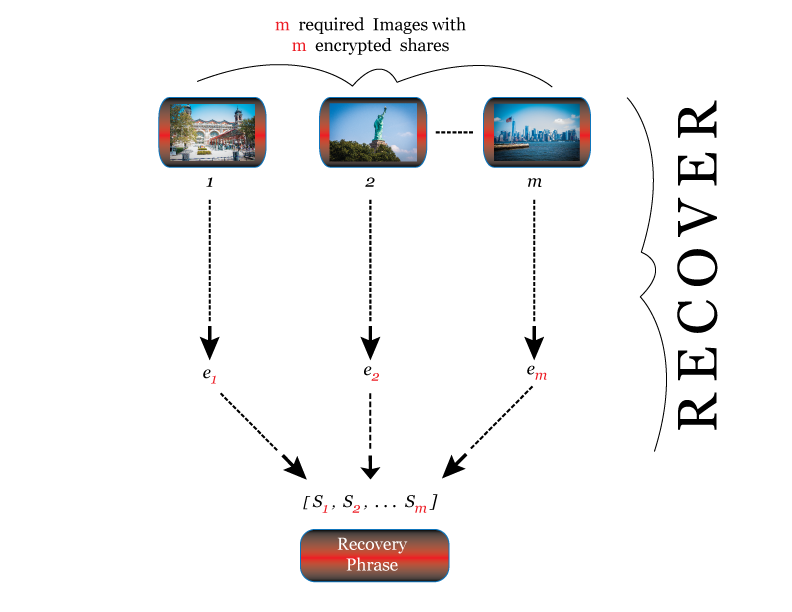 m required Images with
m encrypted shares
1 2 m
e1 e2 em
[ S1, S2, ... Sm ]
Recovery
Phrase
RECOVER